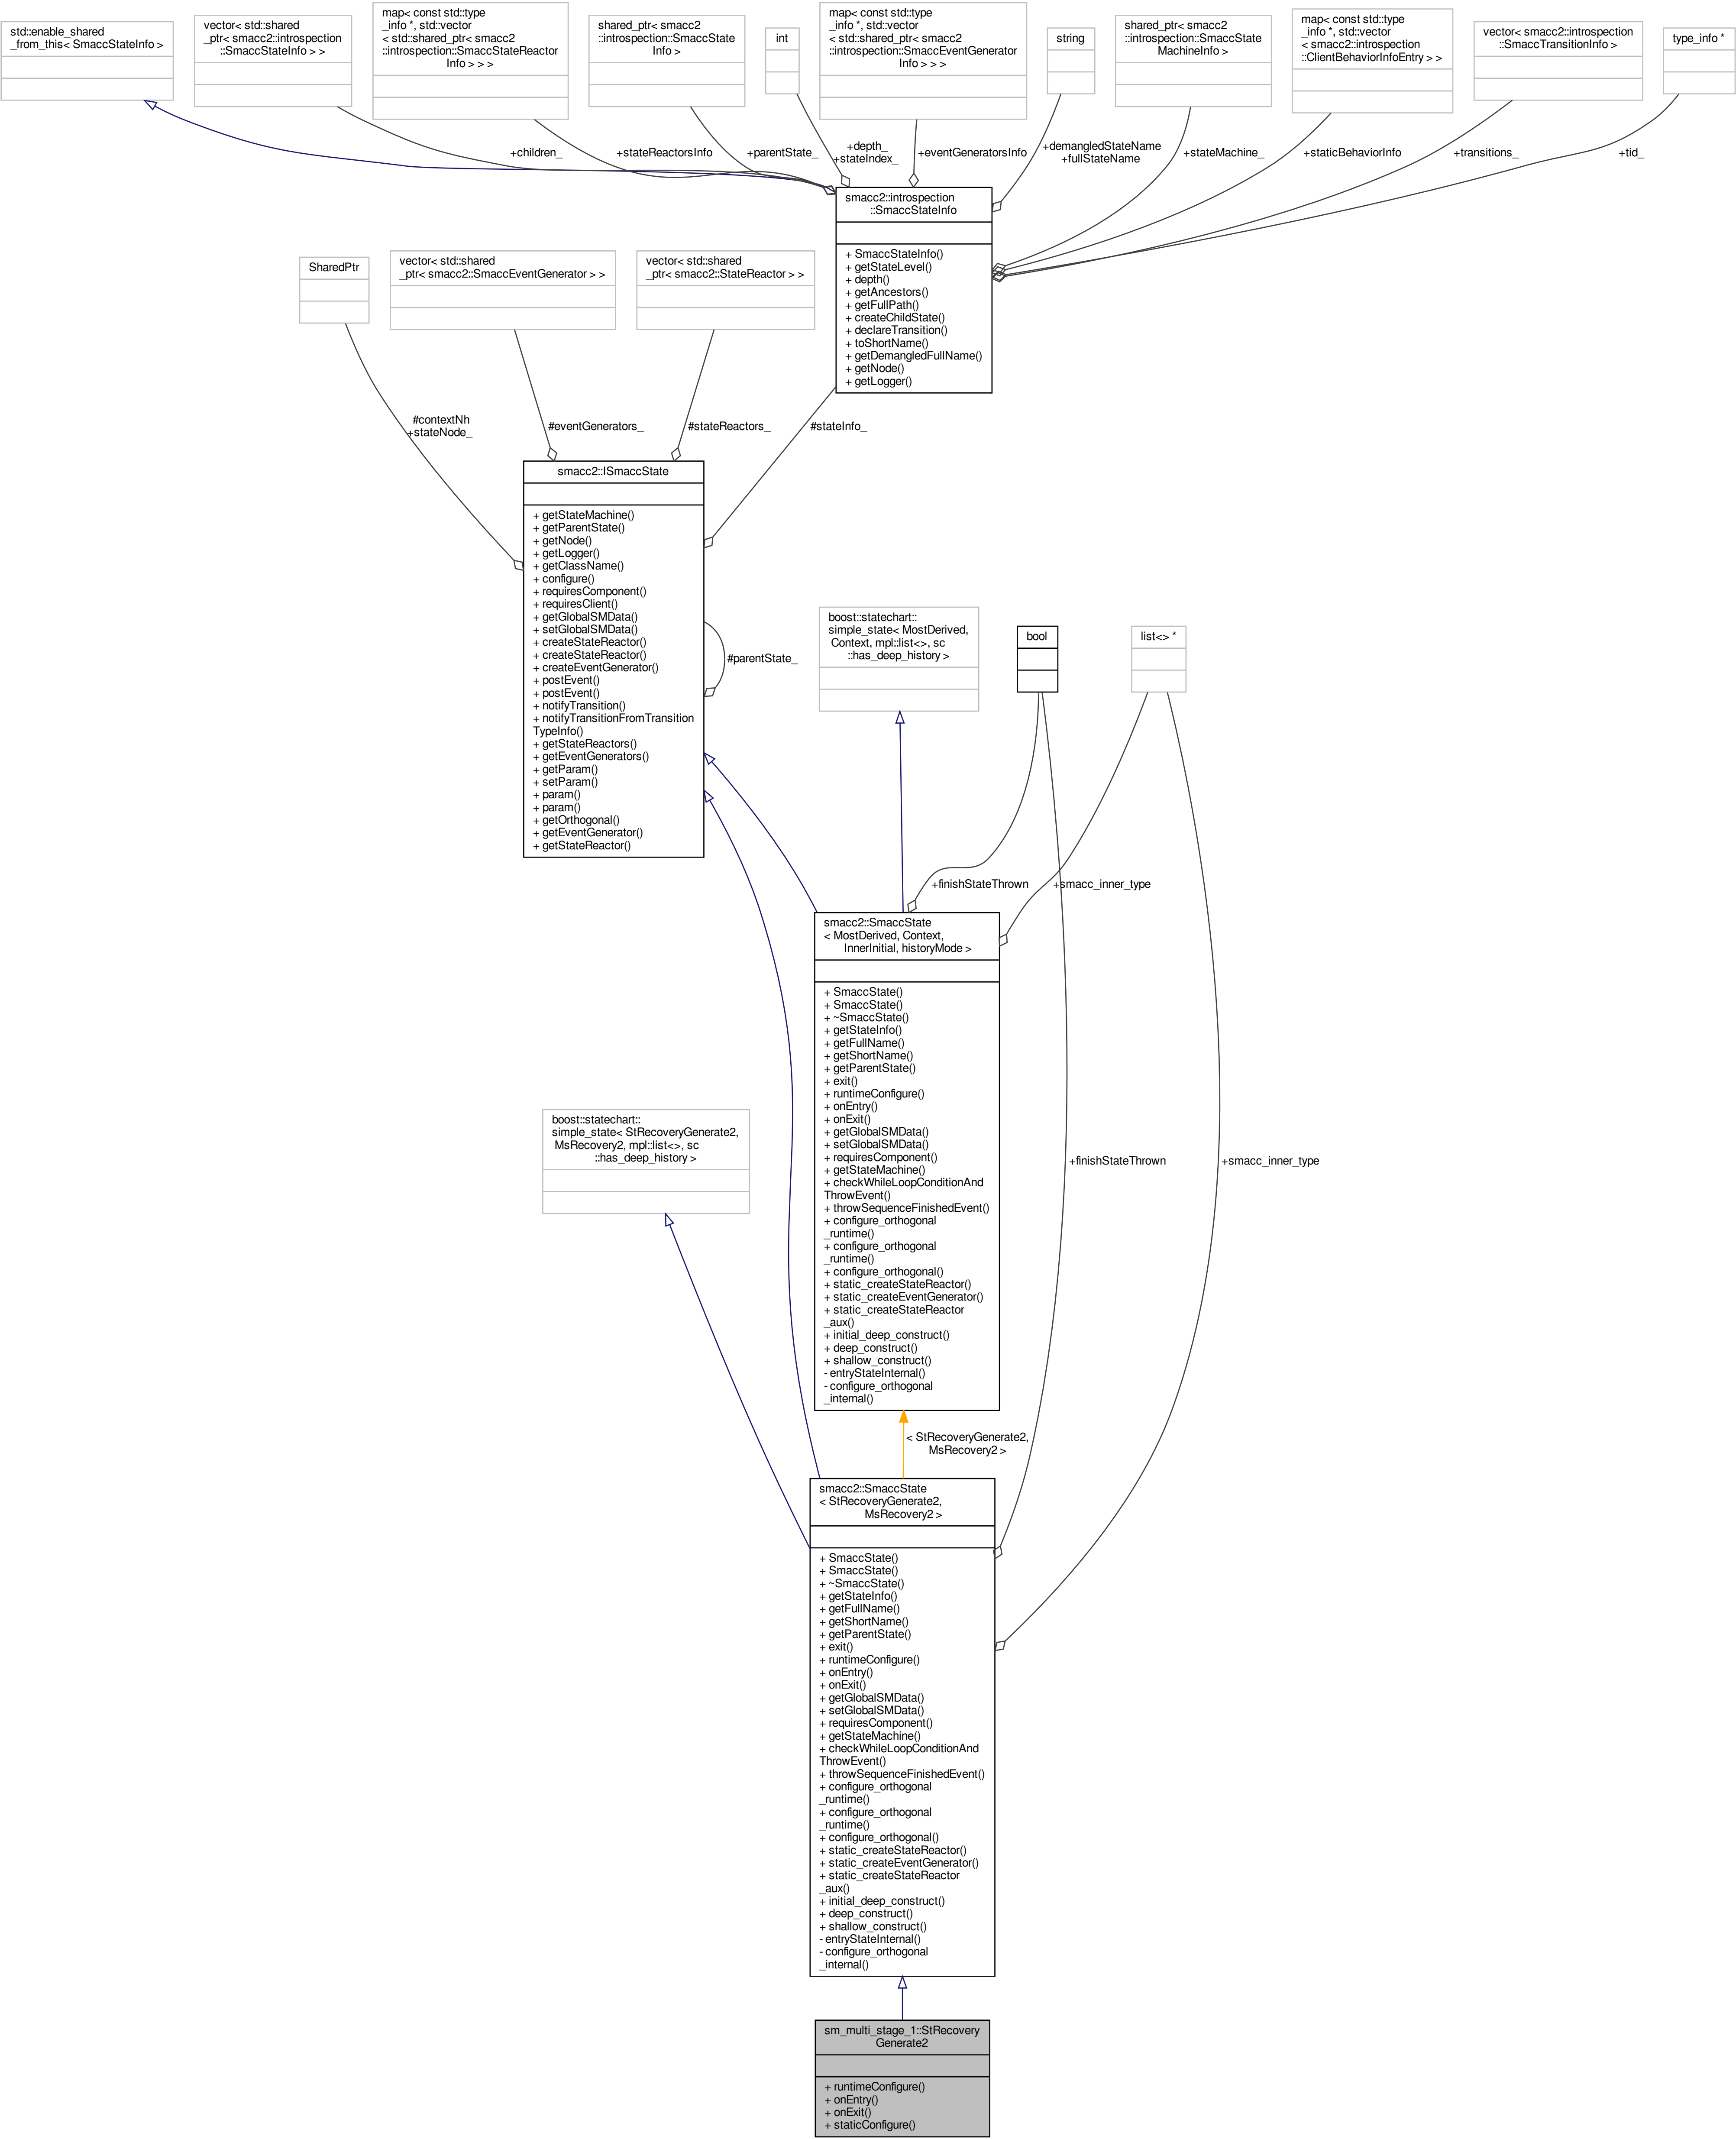 std::enable_shared
_from_this< SmaccStateInfo >
vector< std::shared
_ptr< smacc2::introspection
::SmaccStateInfo > >
map< const std::type
_info *, std::vector
< std::shared_ptr< smacc2
::introspection::SmaccStateReactor
Info > > >
shared_ptr< smacc2
::introspection::SmaccState
Info >
int
map< const std::type
_info *, std::vector
< std::shared_ptr< smacc2
::introspection::SmaccEventGenerator
Info > > >
string
shared_ptr< smacc2
::introspection::SmaccState
MachineInfo >
map< const std::type
_info *, std::vector
< smacc2::introspection
::ClientBehaviorInfoEntry > >
vector< smacc2::introspection
::SmaccTransitionInfo >
type_info *
+children_
+stateReactorsInfo
+parentState_
+depth_
+stateIndex_
+eventGeneratorsInfo
+demangledStateName
+fullStateName
+stateMachine_
+staticBehaviorInfo
+transitions_
+tid_
smacc2::introspection
::SmaccStateInfo
+ SmaccStateInfo()
+ getStateLevel()
+ depth()
+ getAncestors()
+ getFullPath()
+ createChildState()
+ declareTransition()
+ toShortName()
+ getDemangledFullName()
+ getNode()
+ getLogger()
SharedPtr
vector< std::shared
_ptr< smacc2::SmaccEventGenerator > >
vector< std::shared
_ptr< smacc2::StateReactor > >
#contextNh
+stateNode_
#eventGenerators_
#stateReactors_
#stateInfo_
smacc2::ISmaccState
+ getStateMachine()
+ getParentState()
+ getNode()
+ getLogger()
+ getClassName()
+ configure()
+ requiresComponent()
+ requiresClient()
+ getGlobalSMData()
+ setGlobalSMData()
+ createStateReactor()
+ createStateReactor()
+ createEventGenerator()
+ postEvent()
+ postEvent()
+ notifyTransition()
+ notifyTransitionFromTransition
TypeInfo()
+ getStateReactors()
+ getEventGenerators()
+ getParam()
+ setParam()
+ param()
+ param()
+ getOrthogonal()
+ getEventGenerator()
+ getStateReactor()
#parentState_
boost::statechart::
simple_state< MostDerived,
Context, mpl::list<>, sc
::has_deep_history >
bool
list<> *
+finishStateThrown
+smacc_inner_type
smacc2::SmaccState
< MostDerived, Context,
InnerInitial, historyMode >
+ SmaccState()
+ SmaccState()
+ ~SmaccState()
+ getStateInfo()
+ getFullName()
+ getShortName()
+ getParentState()
+ exit()
+ runtimeConfigure()
+ onEntry()
+ onExit()
+ getGlobalSMData()
+ setGlobalSMData()
+ requiresComponent()
+ getStateMachine()
+ checkWhileLoopConditionAnd
ThrowEvent()
+ throwSequenceFinishedEvent()
+ configure_orthogonal
_runtime()
+ configure_orthogonal
_runtime()
+ configure_orthogonal()
+ static_createStateReactor()
+ static_createEventGenerator()
+ static_createStateReactor
_aux()
+ initial_deep_construct()
+ deep_construct()
+ shallow_construct()
- entryStateInternal()
- configure_orthogonal
_internal()
boost::statechart::
simple_state< StRecoveryGenerate2,
MsRecovery2, mpl::list<>, sc
::has_deep_history >
+finishStateThrown
+smacc_inner_type
< StRecoveryGenerate2,
MsRecovery2 >
smacc2::SmaccState
< StRecoveryGenerate2,
MsRecovery2 >
+ SmaccState()
+ SmaccState()
+ ~SmaccState()
+ getStateInfo()
+ getFullName()
+ getShortName()
+ getParentState()
+ exit()
+ runtimeConfigure()
+ onEntry()
+ onExit()
+ getGlobalSMData()
+ setGlobalSMData()
+ requiresComponent()
+ getStateMachine()
+ checkWhileLoopConditionAnd
ThrowEvent()
+ throwSequenceFinishedEvent()
+ configure_orthogonal
_runtime()
+ configure_orthogonal
_runtime()
+ configure_orthogonal()
+ static_createStateReactor()
+ static_createEventGenerator()
+ static_createStateReactor
_aux()
+ initial_deep_construct()
+ deep_construct()
+ shallow_construct()
- entryStateInternal()
- configure_orthogonal
_internal()
sm_multi_stage_1::StRecovery
Generate2
+ runtimeConfigure()
+ onEntry()
+ onExit()
+ staticConfigure()